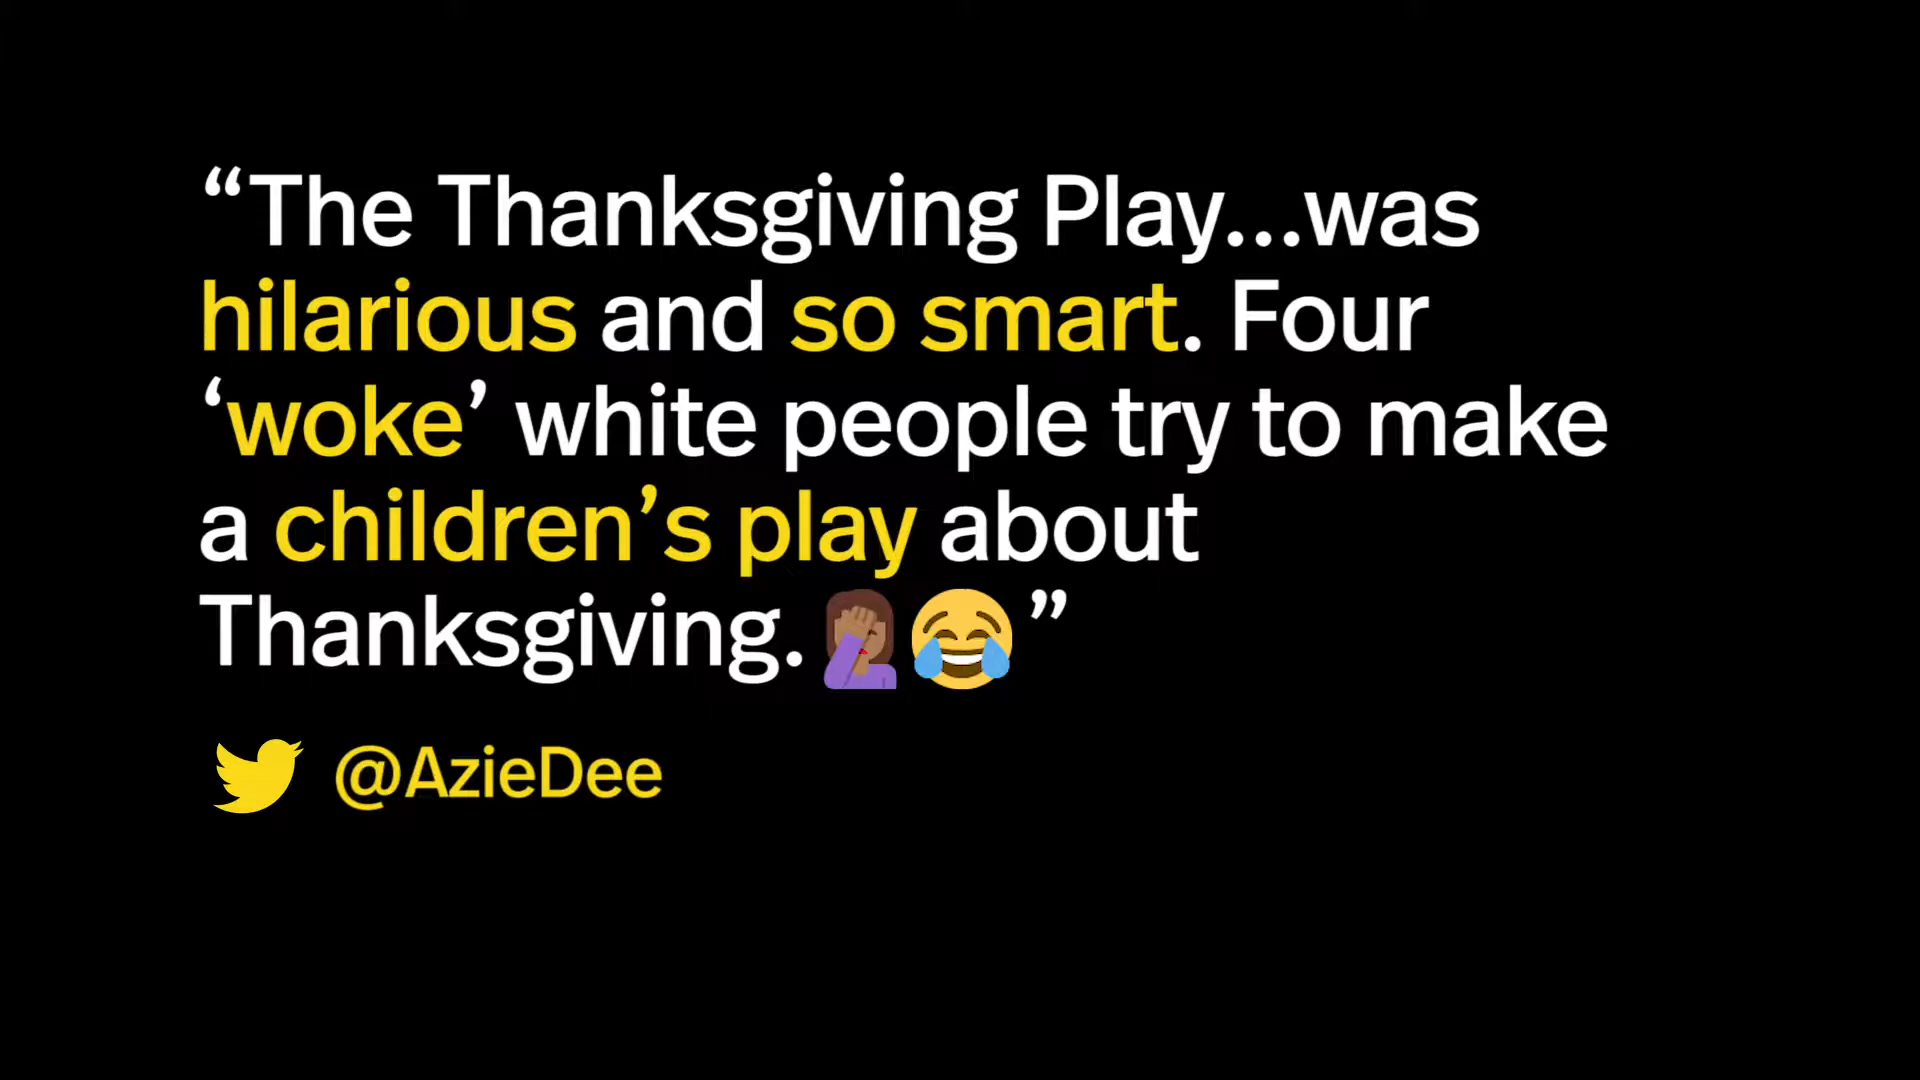 “The Thanksgiving Play...was
hilarious and so smart. Four
‘woke’ white people try to make
a children’s play about
Thanksgiving. 🤦🏾‍♀️😂”
@AzieDee